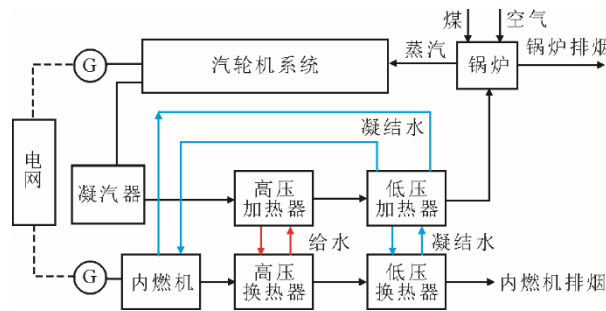 煤
空气
G
汽轮机系统
蒸汽
锅炉
锅炉排烟
凝结水
电网
凝汽器
高压
加热器
低压
加热器
给水
凝结水
G
内燃机
高压
换热器
低压
换热器
内燃机排烟